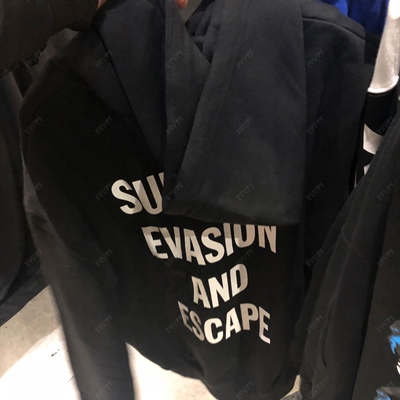 SU
EVASION
AND
ESCAPE